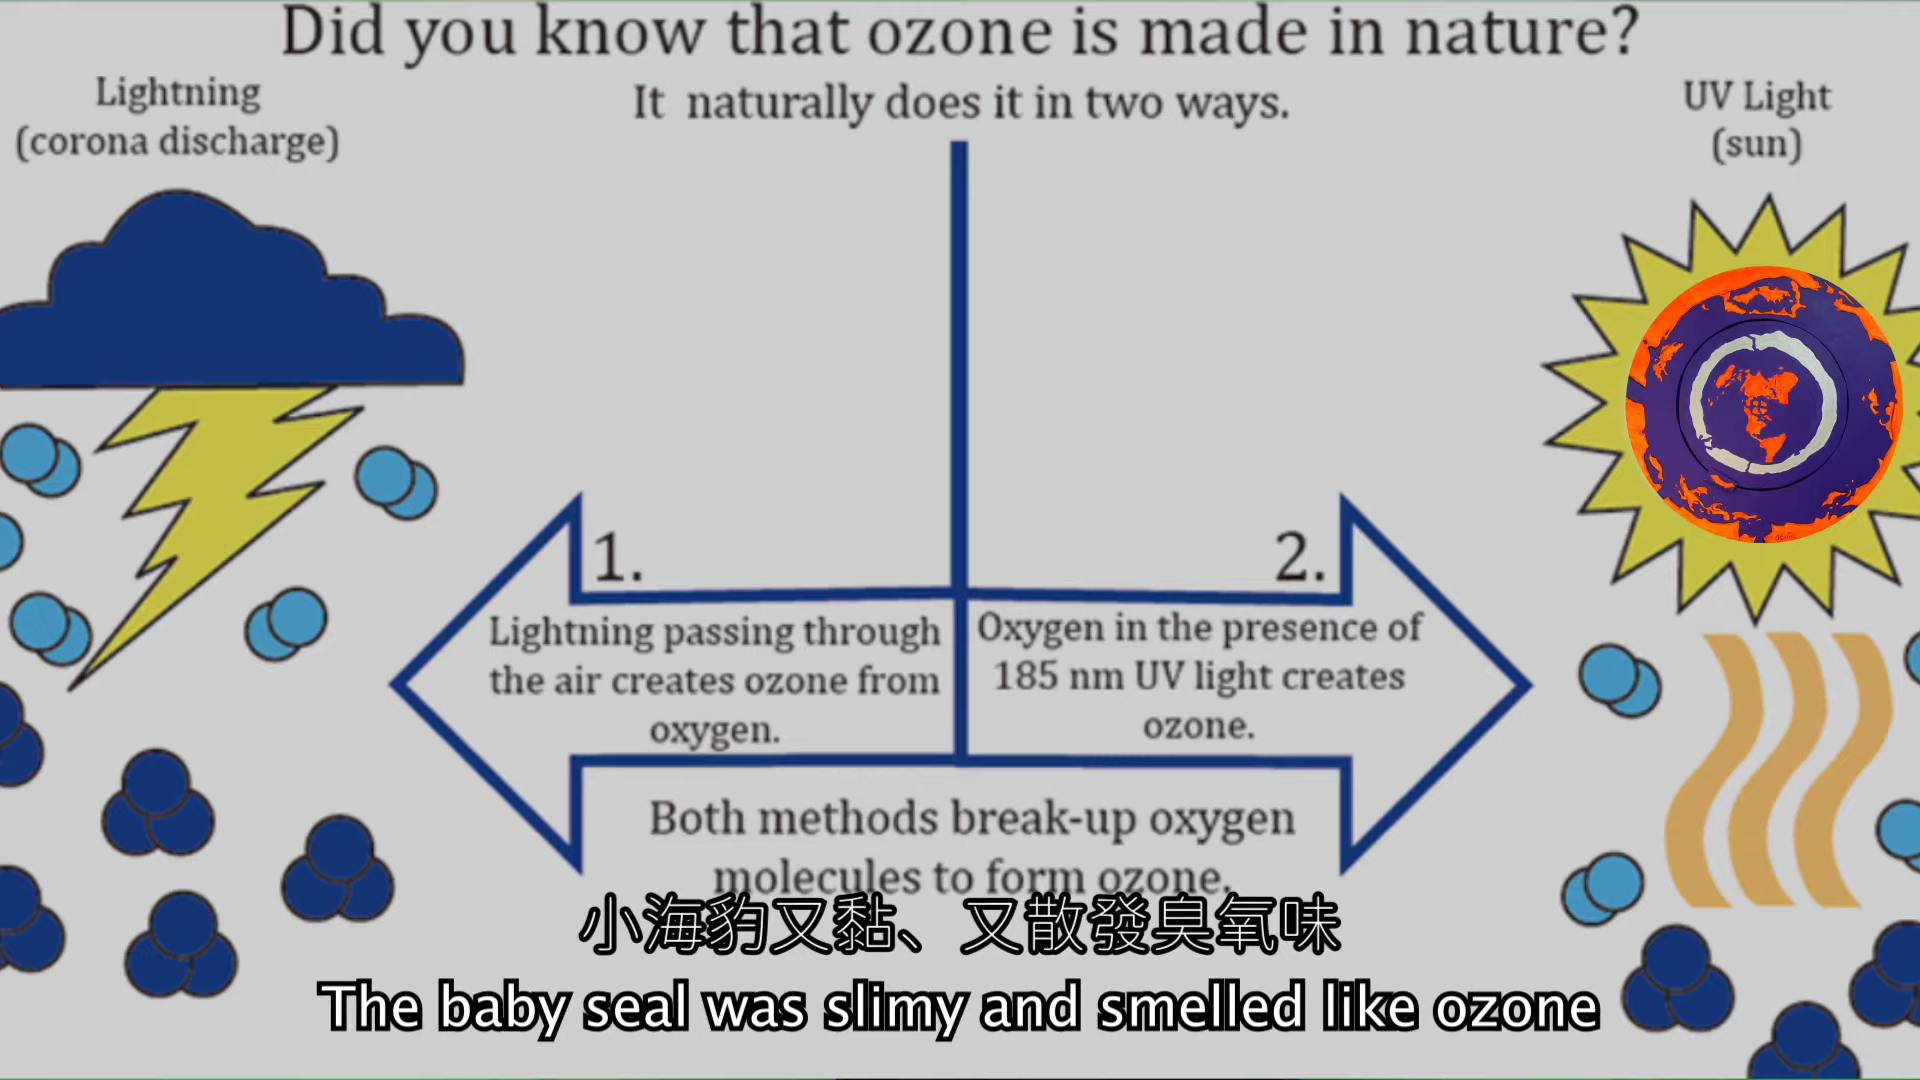 Did you know that ozone is made in nature?
It naturally does it in two ways.
Lightning
(corona discharge)
UV Light
(sun)
1.
Lightning passing through
the air creates ozone from
oxygen.
2.
Oxygen in the presence of
185 nm UV light creates
ozone.
Both methods break-up oxygen
molecules to form ozone.
小海豹又黏、又散發臭氧味
The baby seal was slimy and smelled like ozone